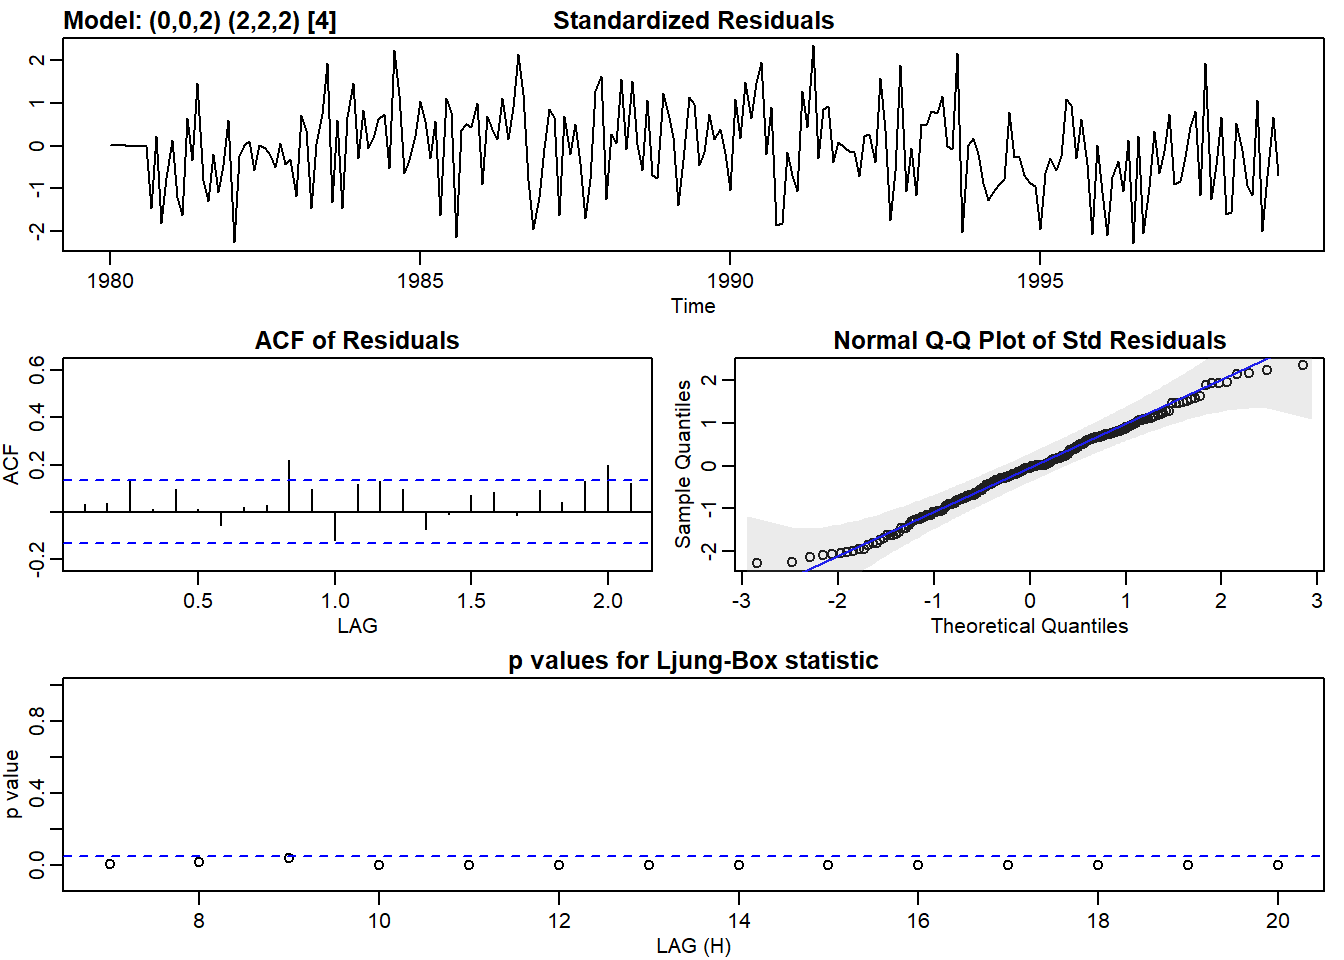 Model: (0,0,2) (2,2,2) [4]
Standardized Residuals
2
1
0
-1
-2
1980 1985 1990 1995
Time
ACF of Residuals
ACF
0.6
0.4
0.2
-0.2
0.5 1.0 1.5 2.0
LAG
Normal Q-Q Plot of Std Residuals
Sample Quantiles
2
1
0
-1
-2
-3 -2 -1 0 1 2 3
Theoretical Quantiles
p values for Ljung-Box statistic
p value
0.8
0.4
0.0
8 10 12 14 16 18 20
LAG (H)